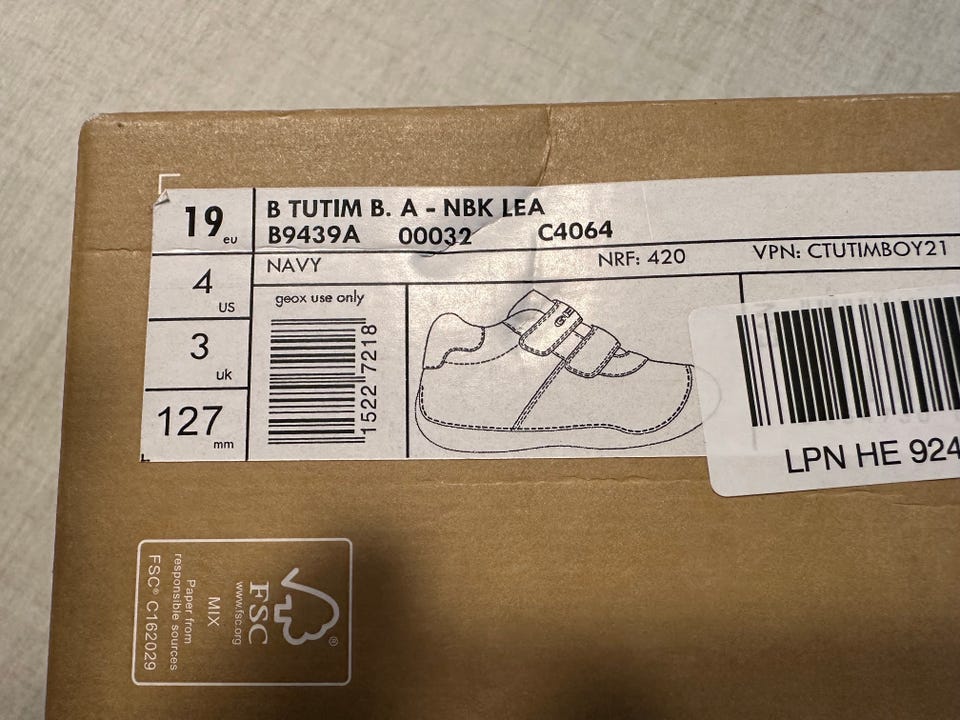 19 eu
B TUTIM B. A - NBK LEA
B9439A 00032 C4064
4 US
NAVY NRF: 420 VPN: CTUTIMBOY21
3 uk
geox use only
127 mm
1522 7218
LPN HE 924
FSC
www.fsc.org
MIX
Paper from
responsible sources
FSC® C162029